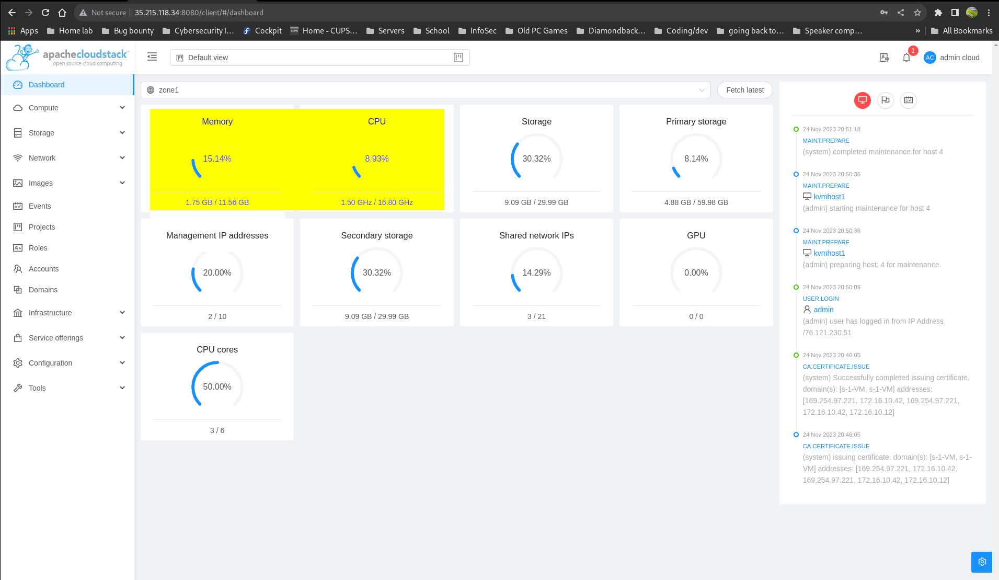 Not secure 35.215.118.34:8080/client/#/dashboard
Apps Home lab Bug bounty Cybersecurity I... Cockpit Home - CUPS... Servers School InfoSec Old PC Games Diamondback... Coding/dev going back to... Speaker comp... » All Bookmarks
apachecloudstack
open source cloud computing
Default view
1
AC admin cloud
Dashboard
Compute
Storage
Network
Images
Events
Projects
Roles
Accounts
Domains
Infrastructure
Service offerings
Configuration
Tools
zone1
Fetch latest
Memory
15.14%
1.75 GB / 11.56 GB
CPU
8.93%
1.50 GHz / 16.80 GHz
Storage
30.32%
9.09 GB / 29.99 GB
Primary storage
8.14%
4.88 GB / 59.98 GB
Management IP addresses
20.00%
2 / 10
Secondary storage
30.32%
9.09 GB / 29.99 GB
Shared network IPs
14.29%
3 / 21
GPU
0.00%
0 / 0
CPU cores
50.00%
3 / 6
24 Nov 2023 20:51:18
MAINT.PREPARE
(system) completed maintenance for host 4
24 Nov 2023 20:50:36
MAINT.PREPARE
kvmhost1
(admin) starting maintenance for host 4
24 Nov 2023 20:50:36
MAINT.PREPARE
kvmhost1
(admin) preparing host: 4 for maintenance
24 Nov 2023 20:50:09
USER.LOGIN
admin
(admin) user has logged in from IP Address
/76.121.230.51
24 Nov 2023 20:46:05
CA.CERTIFICATE.ISSUE
(system) Successfully completed issuing certificate.
domain(s): [s-1-VM, s-1-VM] addresses:
[169.254.97.221, 172.16.10.42, 169.254.97.221,
172.16.10.42, 172.16.10.12]
24 Nov 2023 20:46:05
CA.CERTIFICATE.ISSUE
(system) issuing certificate. domain(s): [s-1-VM, s-1-
VM] addresses: [169.254.97.221, 172.16.10.42,
169.254.97.221, 172.16.10.42, 172.16.10.12]